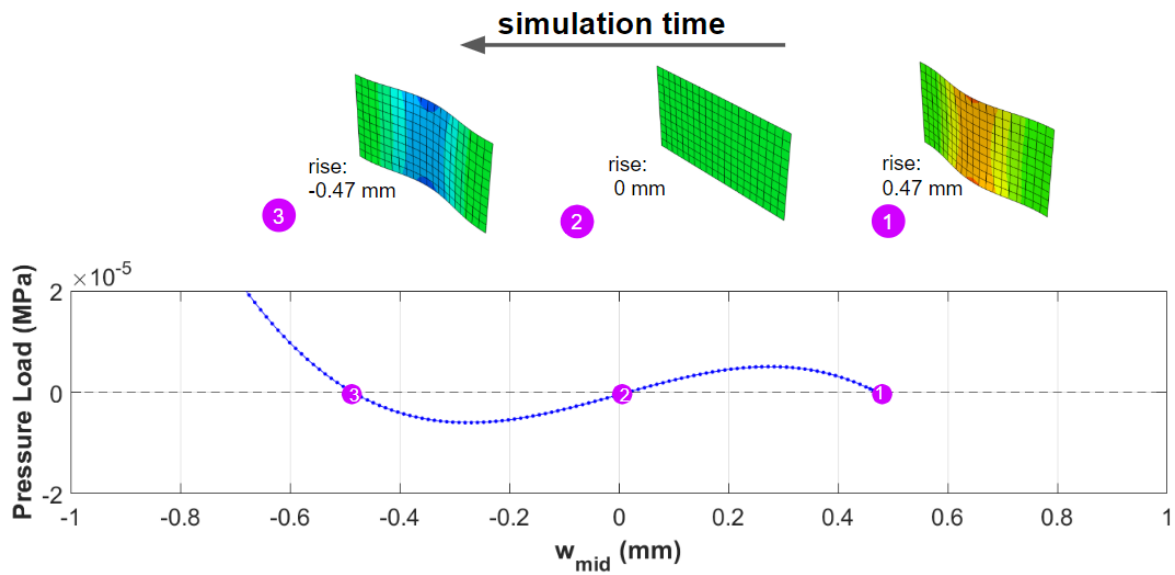 simulation time
rise:
-0.47 mm
3
rise:
0 mm
2
rise:
0.47 mm
1
×10⁻⁵
Pressure Load (MPa)
2
0
-2
3
2
1
-1 -0.8 -0.6 -0.4 -0.2 0 0.2 0.4 0.6 0.8 1
w_mid (mm)